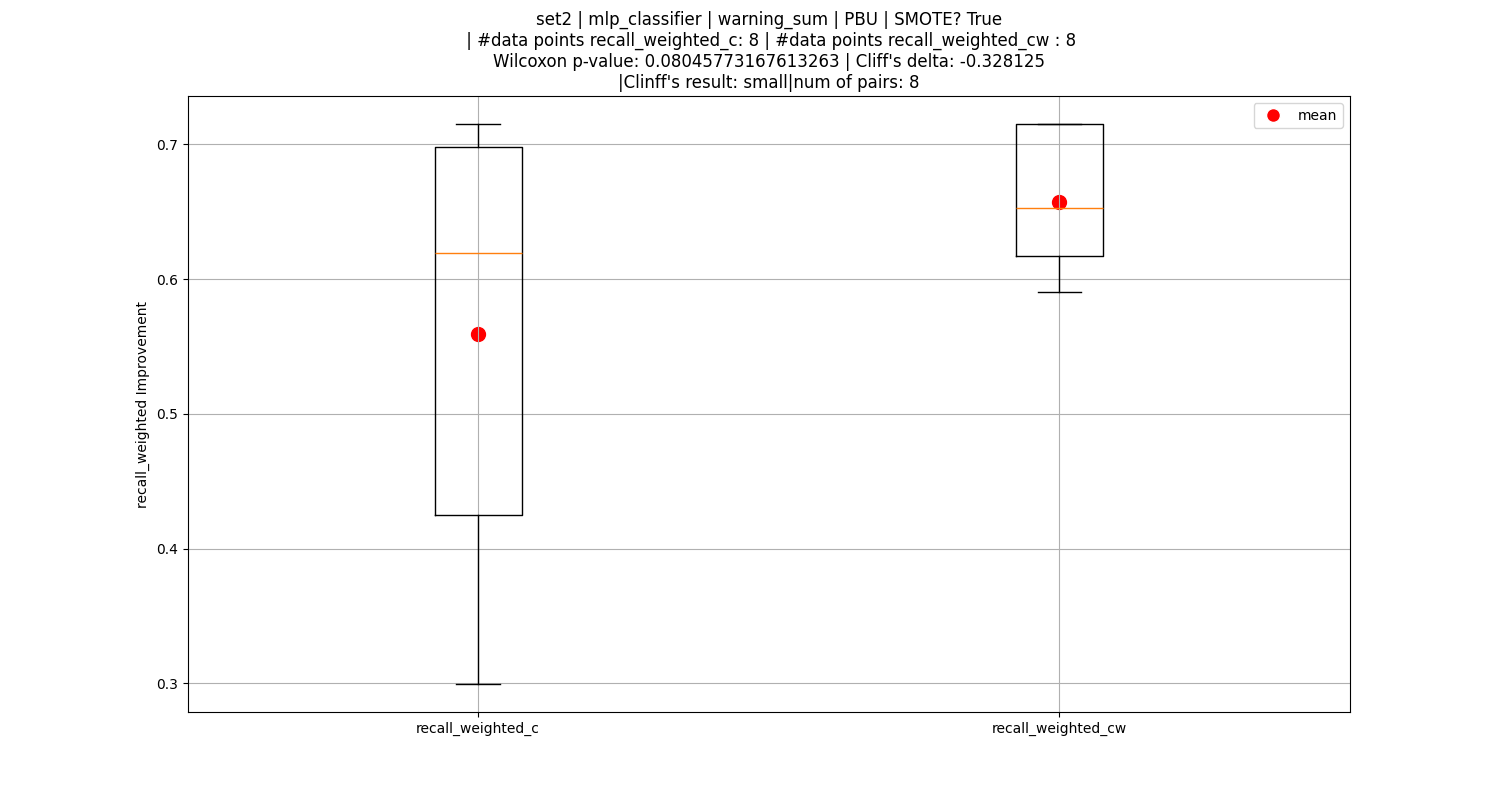 set2 | mlp_classifier | warning_sum | PBU | SMOTE? True
| #data points recall_weighted_c: 8 | #data points recall_weighted_cw : 8
Wilcoxon p-value: 0.08045773167613263 | Cliff's delta: -0.328125
|Clinff's result: small|num of pairs: 8
mean
0.7
0.6
0.5
0.4
0.3
recall_weighted Improvement
recall_weighted_c
recall_weighted_cw